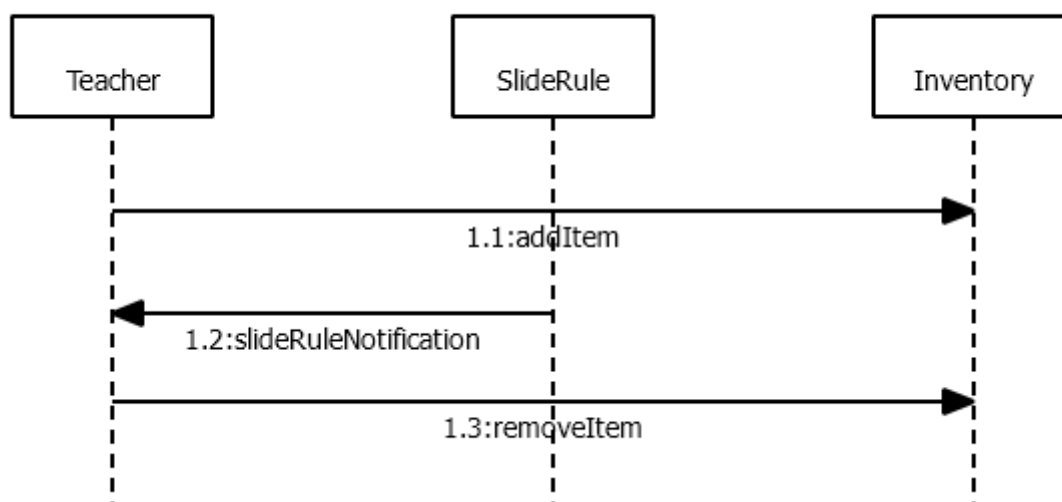 Teacher
SlideRule
Inventory
1.1:addItem
1.2:slideRuleNotification
1.3:removeItem